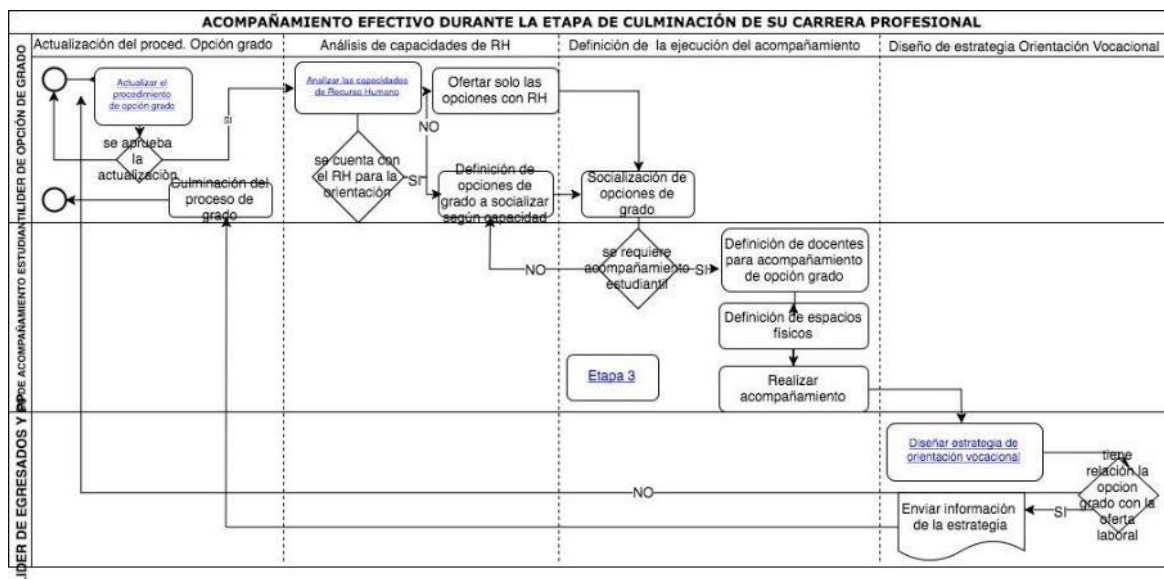 ACOMPAÑAMIENTO EFECTIVO DURANTE LA ETAPA DE CULMINACIÓN DE SU CARRERA PROFESIONAL
Actualización del proced. Opción grado
Análisis de capacidades de RH
Definición de la ejecución del acompañamiento
Diseño de estrategia Orientación Vocacional
LIDER DE OPCIÓN DE GRADO
Actualizar el
procedimiento
de opción grado
SI
se aprueba
la
actualización
Culminación del
proceso de
grado
Analizar las capacidades
de Recurso Humano
NO
Ofertar solo las
opciones con RH
se cuenta con
el RH para la
orientación
SI
Definición de
opciones de
grado a socializar
según capacidad
Socialización de
opciones de
grado
DE ACOMPAÑAMIENTO ESTUDIANTIL
NO
se requiere
acompañamiento
estudiantil
SI
Definición de docentes
para acompañamiento
de opción grado
Definición de espacios
físicos
Etapa 3
Realizar
acompañamiento
LIDER DE EGRESADOS Y PP
Diseñar estrategia de
orientación vocacional
tiene
relación la
opcion
grado con la
oferta
laboral
NO
SI
Enviar información
de la estrategia